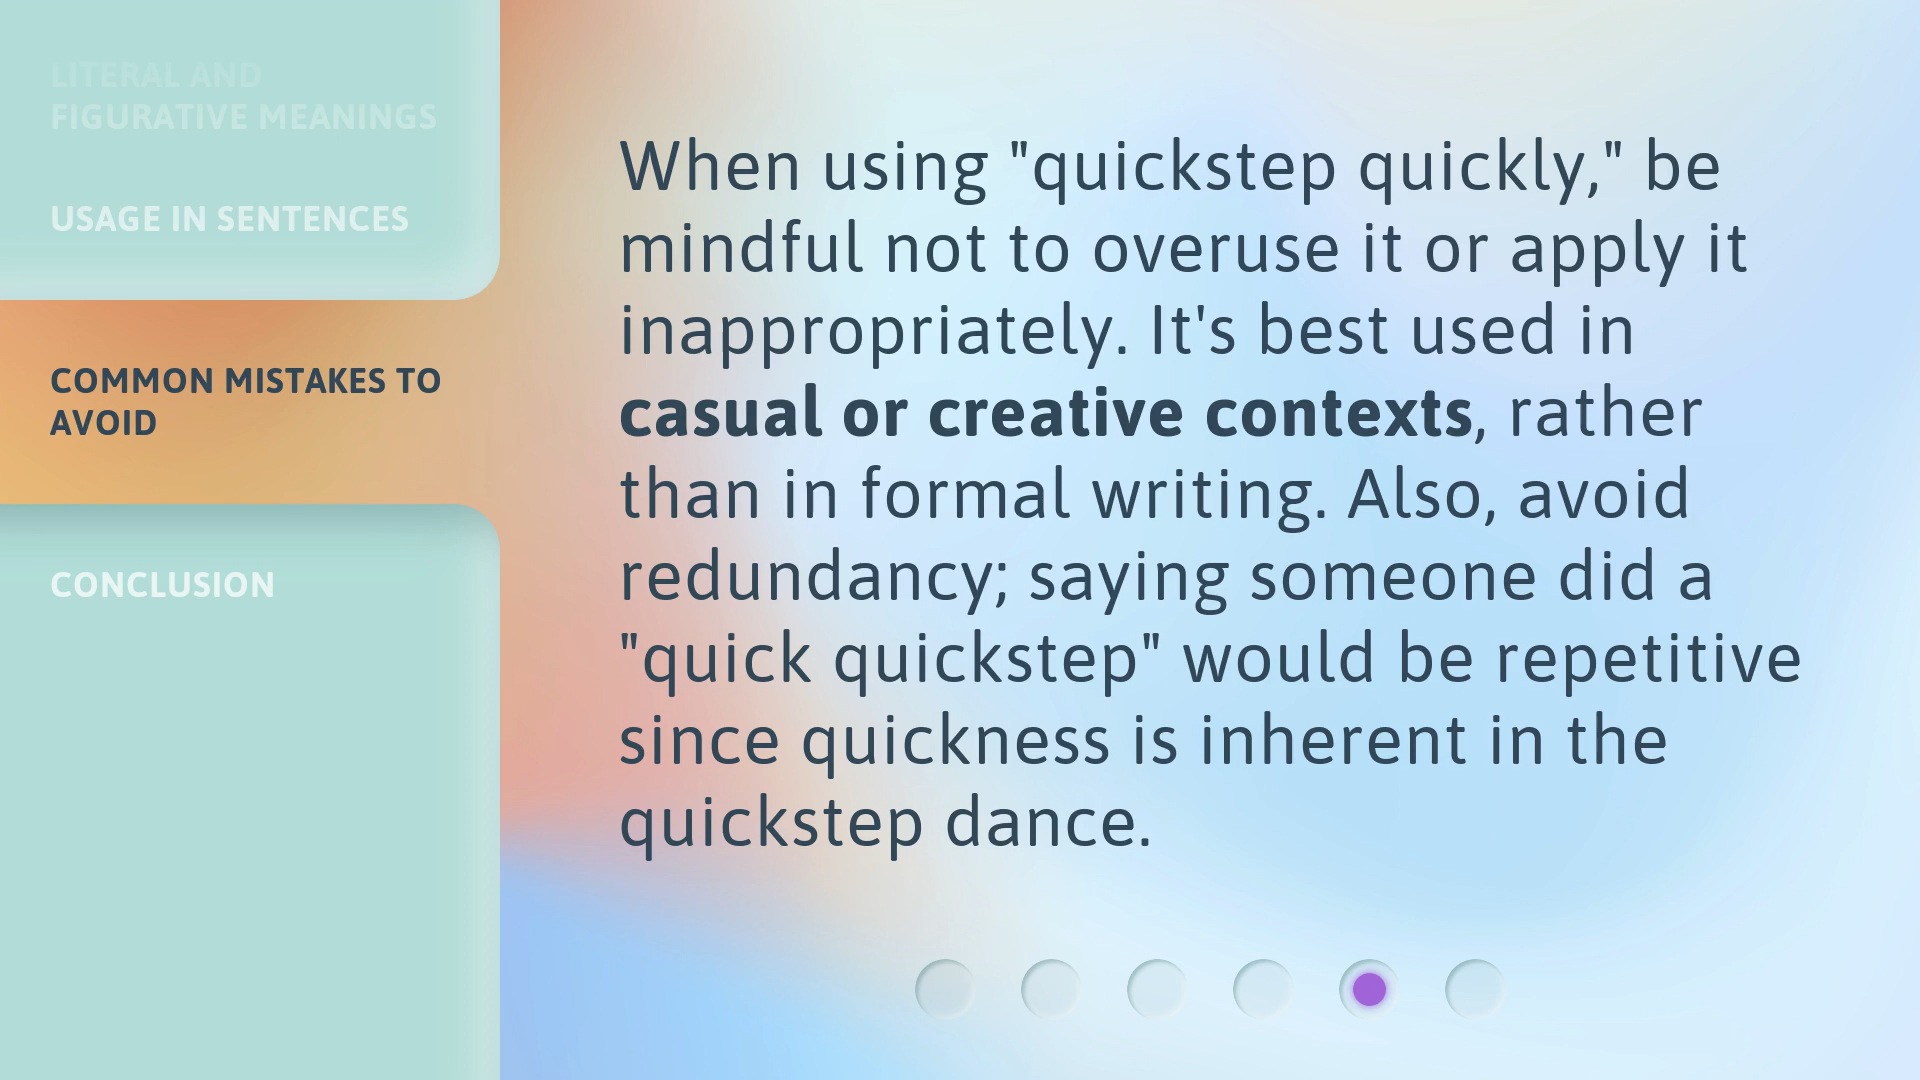 LITERAL AND
FIGURATIVE MEANINGS
USAGE IN SENTENCES
COMMON MISTAKES TO
AVOID
CONCLUSION
When using "quickstep quickly," be
mindful not to overuse it or apply it
inappropriately. It's best used in
casual or creative contexts, rather
than in formal writing. Also, avoid
redundancy; saying someone did a
"quick quickstep" would be repetitive
since quickness is inherent in the
quickstep dance.